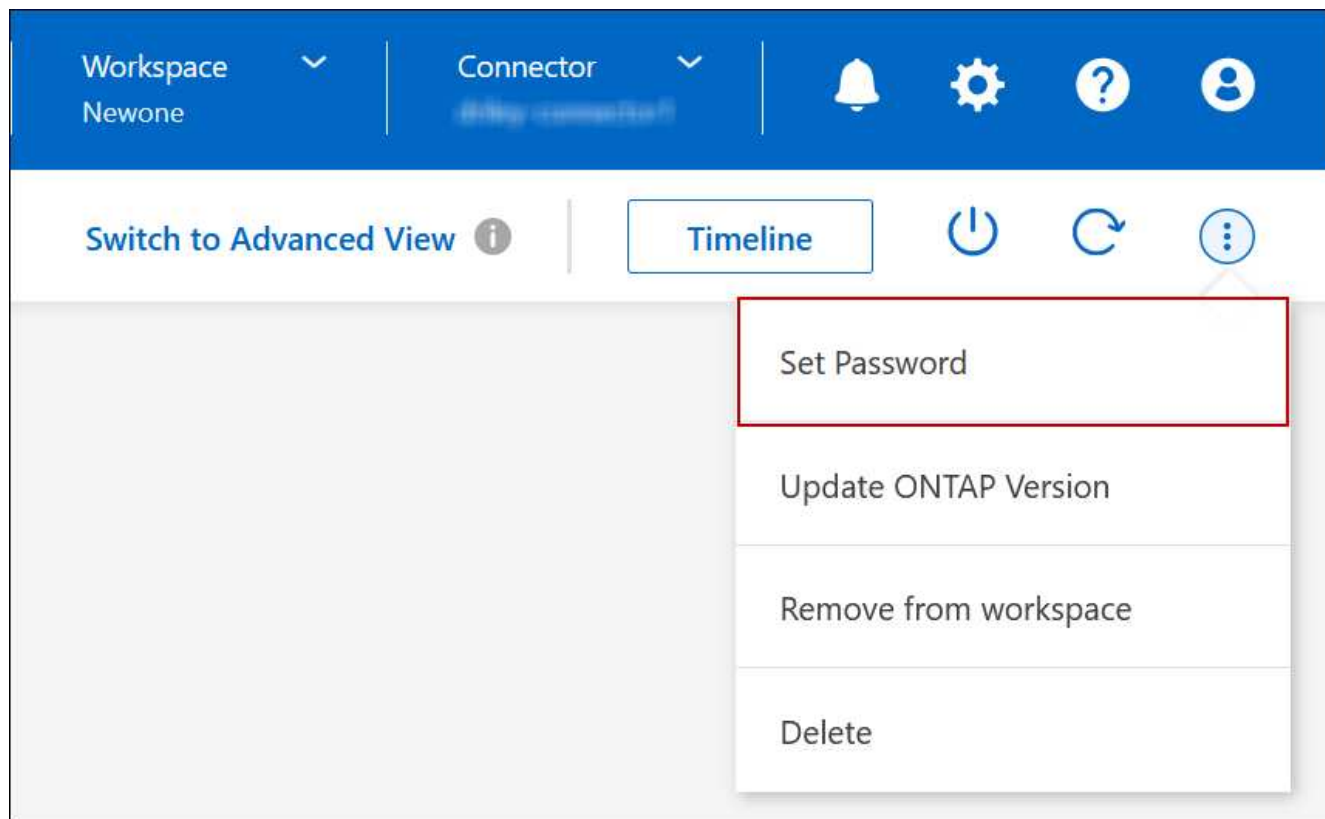 Workspace
Connector
Newone
Switch to Advanced View
Timeline
Set Password
Update ONTAP Version
Remove from workspace
Delete